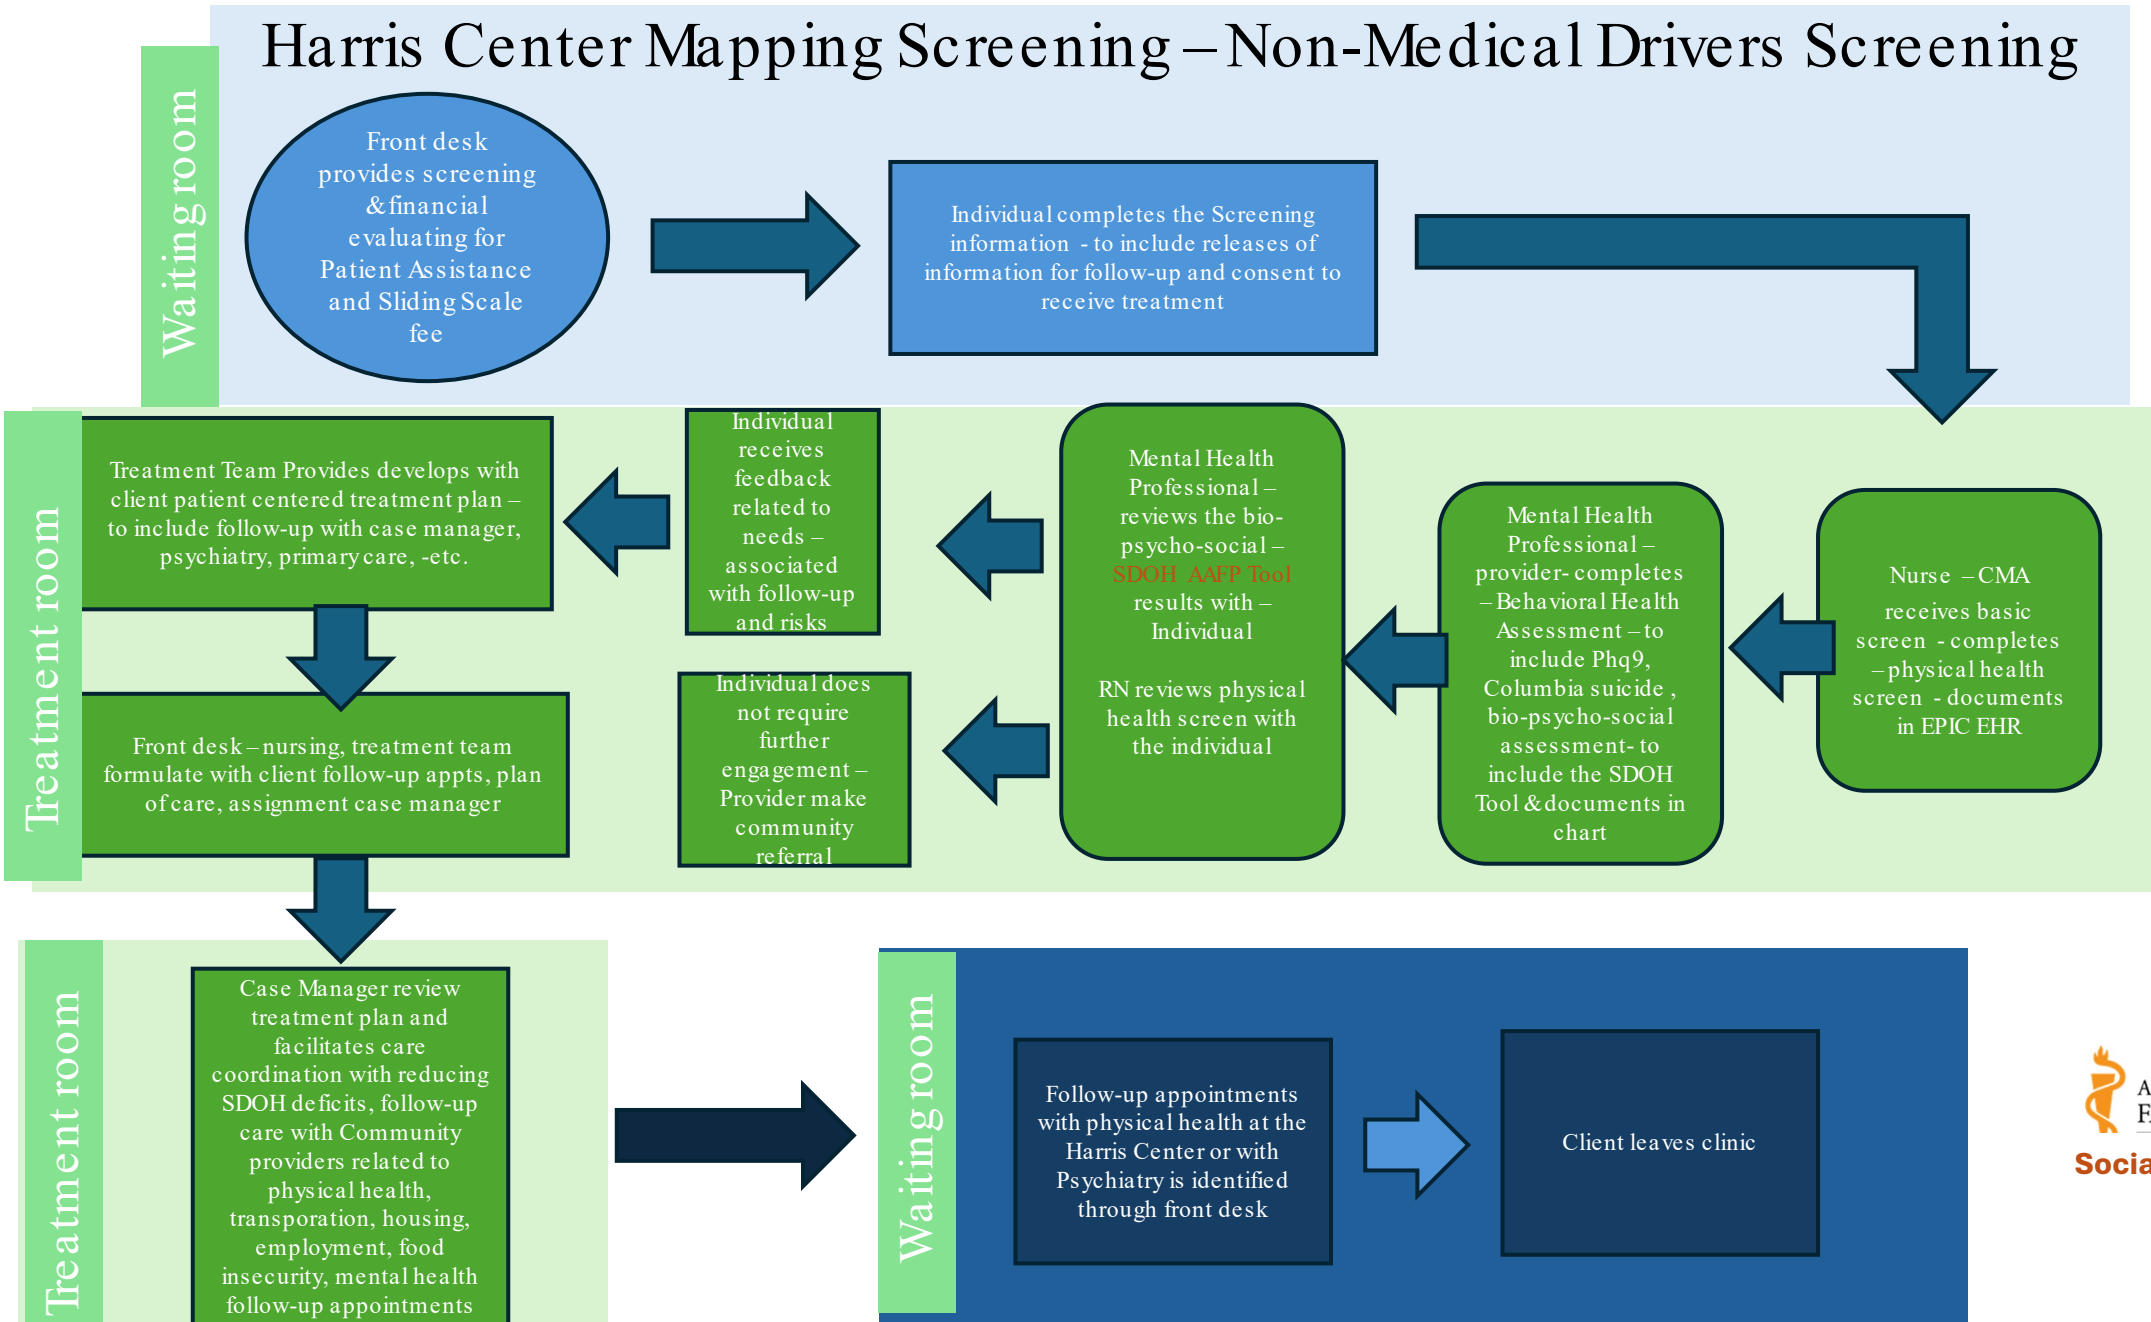 Harris Center Mapping Screening – Non-Medical Drivers Screening
Waiting room
Front desk
provides screening
& financial
evaluating for
Patient Assistance
and Sliding Scale
fee
Individual completes the Screening
information - to include releases of
information for follow-up and consent to
receive treatment
Treatment room
Nurse – CMA
receives basic
screen - completes
– physical health
screen - documents
in EPIC EHR
Mental Health
Professional –
provider- completes
– Behavioral Health
Assessment – to
include Phq9,
Columbia suicide ,
bio-psycho-social
assessment- to
include the SDOH
Tool & documents in
chart
Mental Health
Professional –
reviews the bio-
psycho-social –
SDOH AAFP Tool
results with –
Individual
RN reviews physical
health screen with
the individual
Individual
receives
feedback
related to
needs –
associated
with follow-up
and risks
Individual does
not require
further
engagement –
Provider make
community
referral
Treatment Team Provides develops with
client patient centered treatment plan –
to include follow-up with case manager,
psychiatry, primary care, -etc.
Front desk – nursing, treatment team
formulate with client follow-up appts, plan
of care, assignment case manager
Treatment room
Case Manager review
treatment plan and
facilitates care
coordination with reducing
SDOH deficits, follow-up
care with Community
providers related to
physical health,
transporation, housing,
employment, food
insecurity, mental health
follow-up appointments
Waiting room
Follow-up appointments
with physical health at the
Harris Center or with
Psychiatry is identified
through front desk
Client leaves clinic